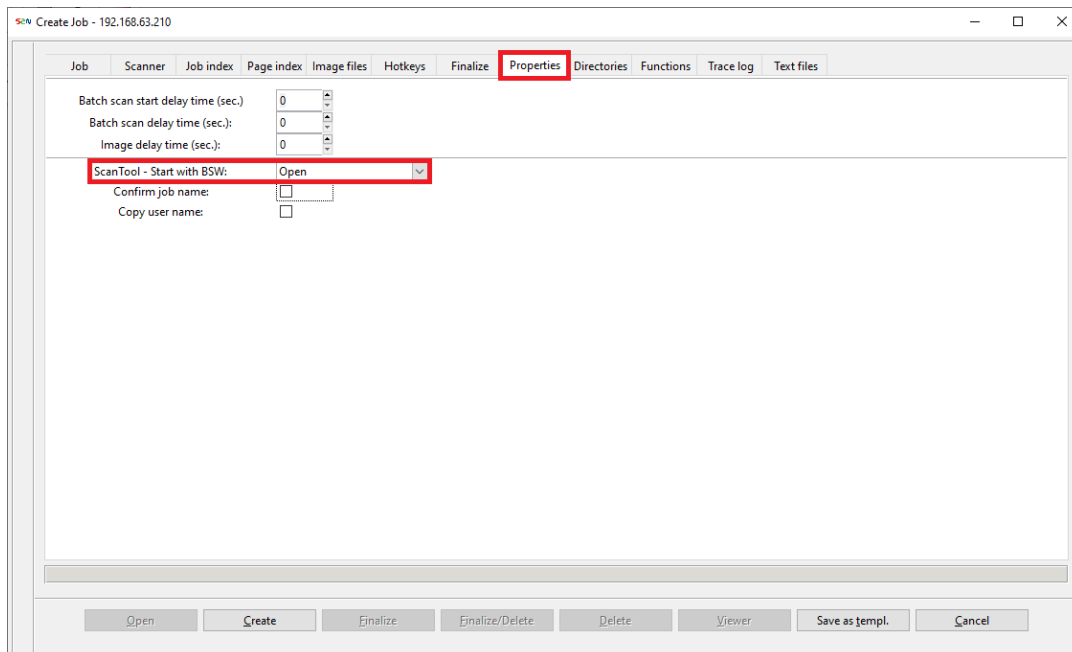 S2N Create Job - 192.168.63.210
Job Scanner Job index Page index Image files Hotkeys Finalize Properties Directories Functions Trace log Text files
Batch scan start delay time (sec.) 0
Batch scan delay time (sec.): 0
Image delay time (sec.): 0
ScanTool - Start with BSW: Open
Confirm job name:
Copy user name:
Open Create Finalize Finalize/Delete Delete Viewer Save as templ. Cancel